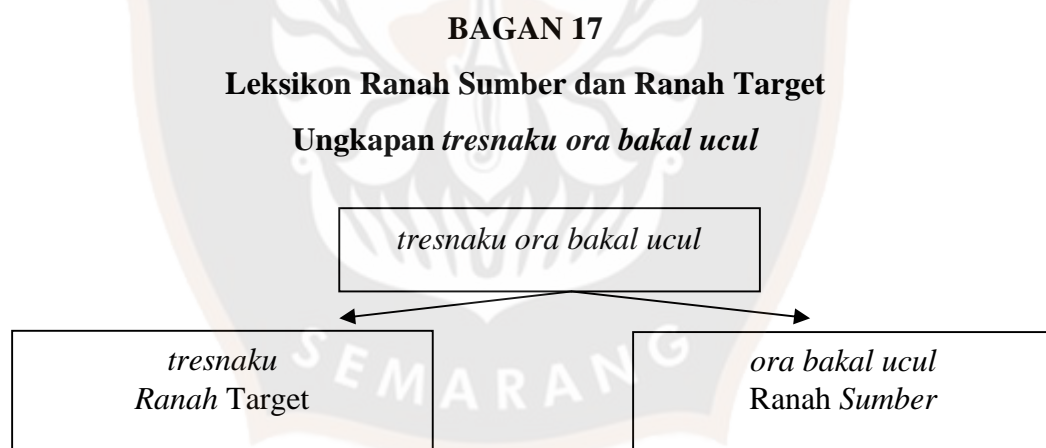 BAGAN 17
Leksikon Ranah Sumber dan Ranah Target
Ungkapan tresnaku ora bakal ucul
tresnaku ora bakal ucul
tresnaku
Ranah Target
ora bakal ucul
Ranah Sumber
SEMARANG